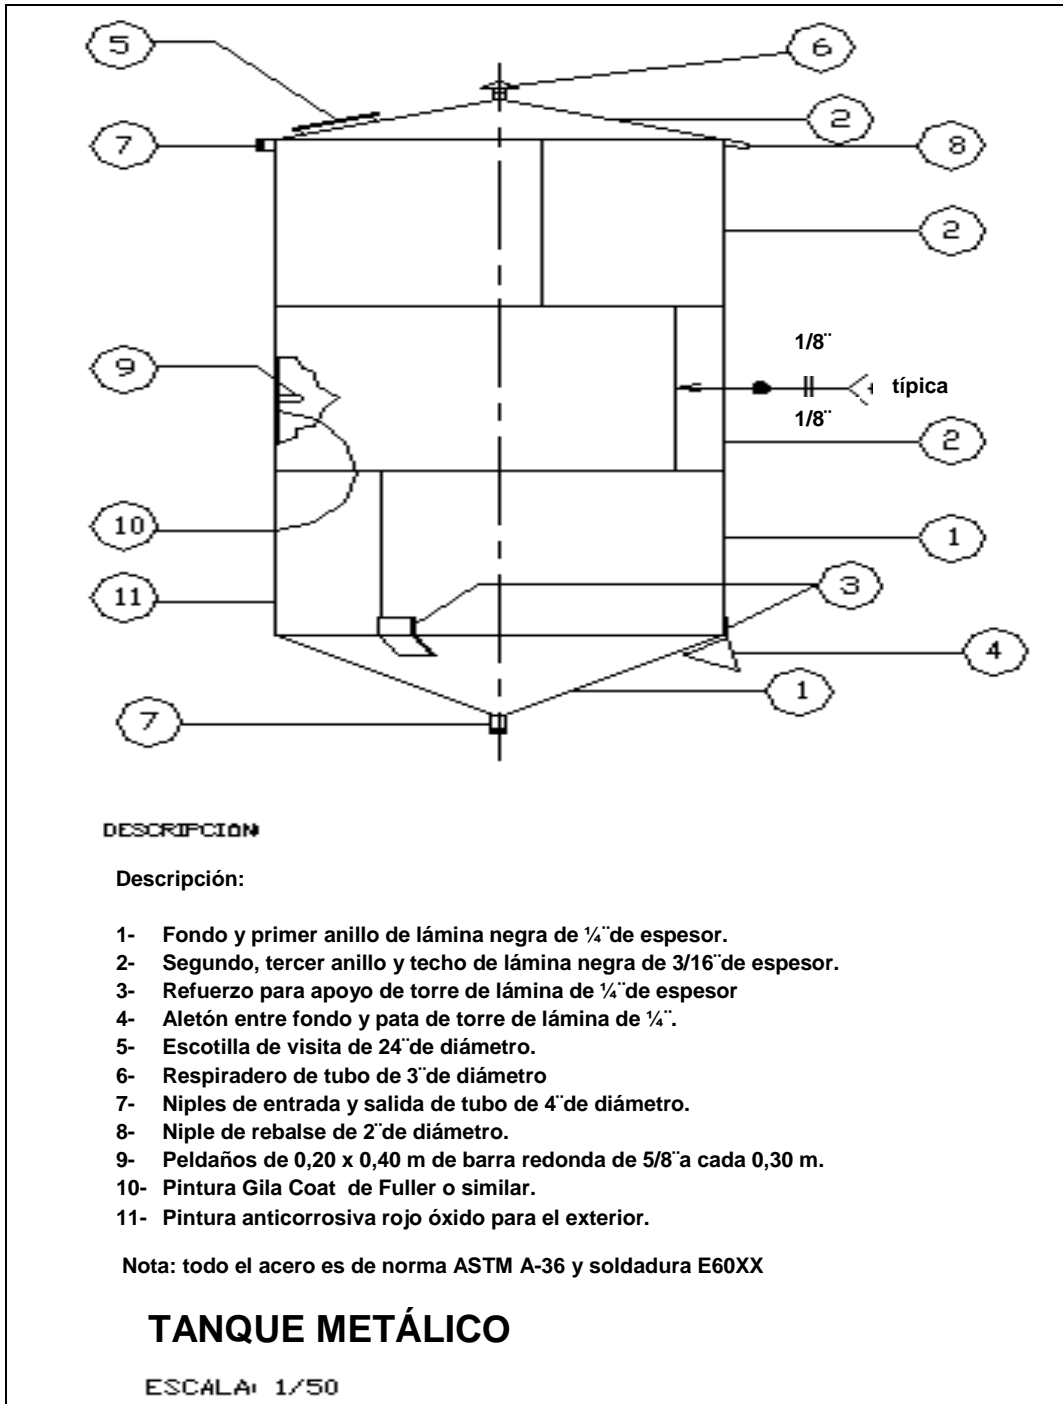 5
6
7
2
8
2
9
1/8¨
típica
1/8¨
2
10
1
11
3
4
1
7
DESCRIPCION
Descripción:
1- Fondo y primer anillo de lámina negra de ¼¨de espesor.
2- Segundo, tercer anillo y techo de lámina negra de 3/16¨de espesor.
3- Refuerzo para apoyo de torre de lámina de ¼¨de espesor
4- Aletón entre fondo y pata de torre de lámina de ¼¨.
5- Escotilla de visita de 24¨de diámetro.
6- Respiradero de tubo de 3¨de diámetro
7- Niples de entrada y salida de tubo de 4¨de diámetro.
8- Niple de rebalse de 2¨de diámetro.
9- Peldaños de 0,20 x 0,40 m de barra redonda de 5/8¨a cada 0,30 m.
10- Pintura Gila Coat de Fuller o similar.
11- Pintura anticorrosiva rojo óxido para el exterior.
Nota: todo el acero es de norma ASTM A-36 y soldadura E60XX
TANQUE METÁLICO
ESCALA: 1/50